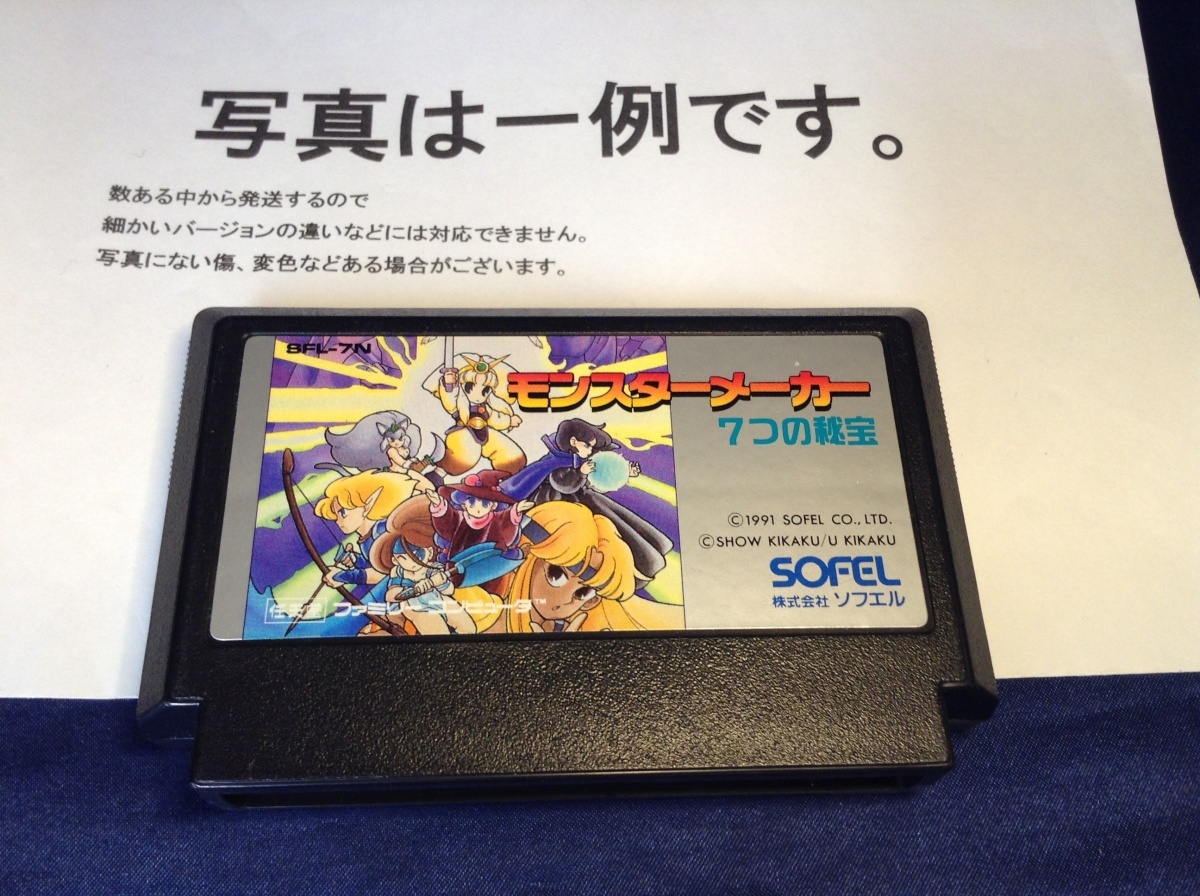 写真は一例です。
数ある中から発送するので
細かいバージョンの違いなどには対応できません。
写真にない傷、変色などある場合がございます。
SFL-7N
モンスターメーカー
7つの秘宝
©1991 SOFEL CO., LTD.
©SHOW KIKAKU/U KIKAKU
SOFEL
株式会社 ソフエル
任天堂 ファミリーコンピュータ™